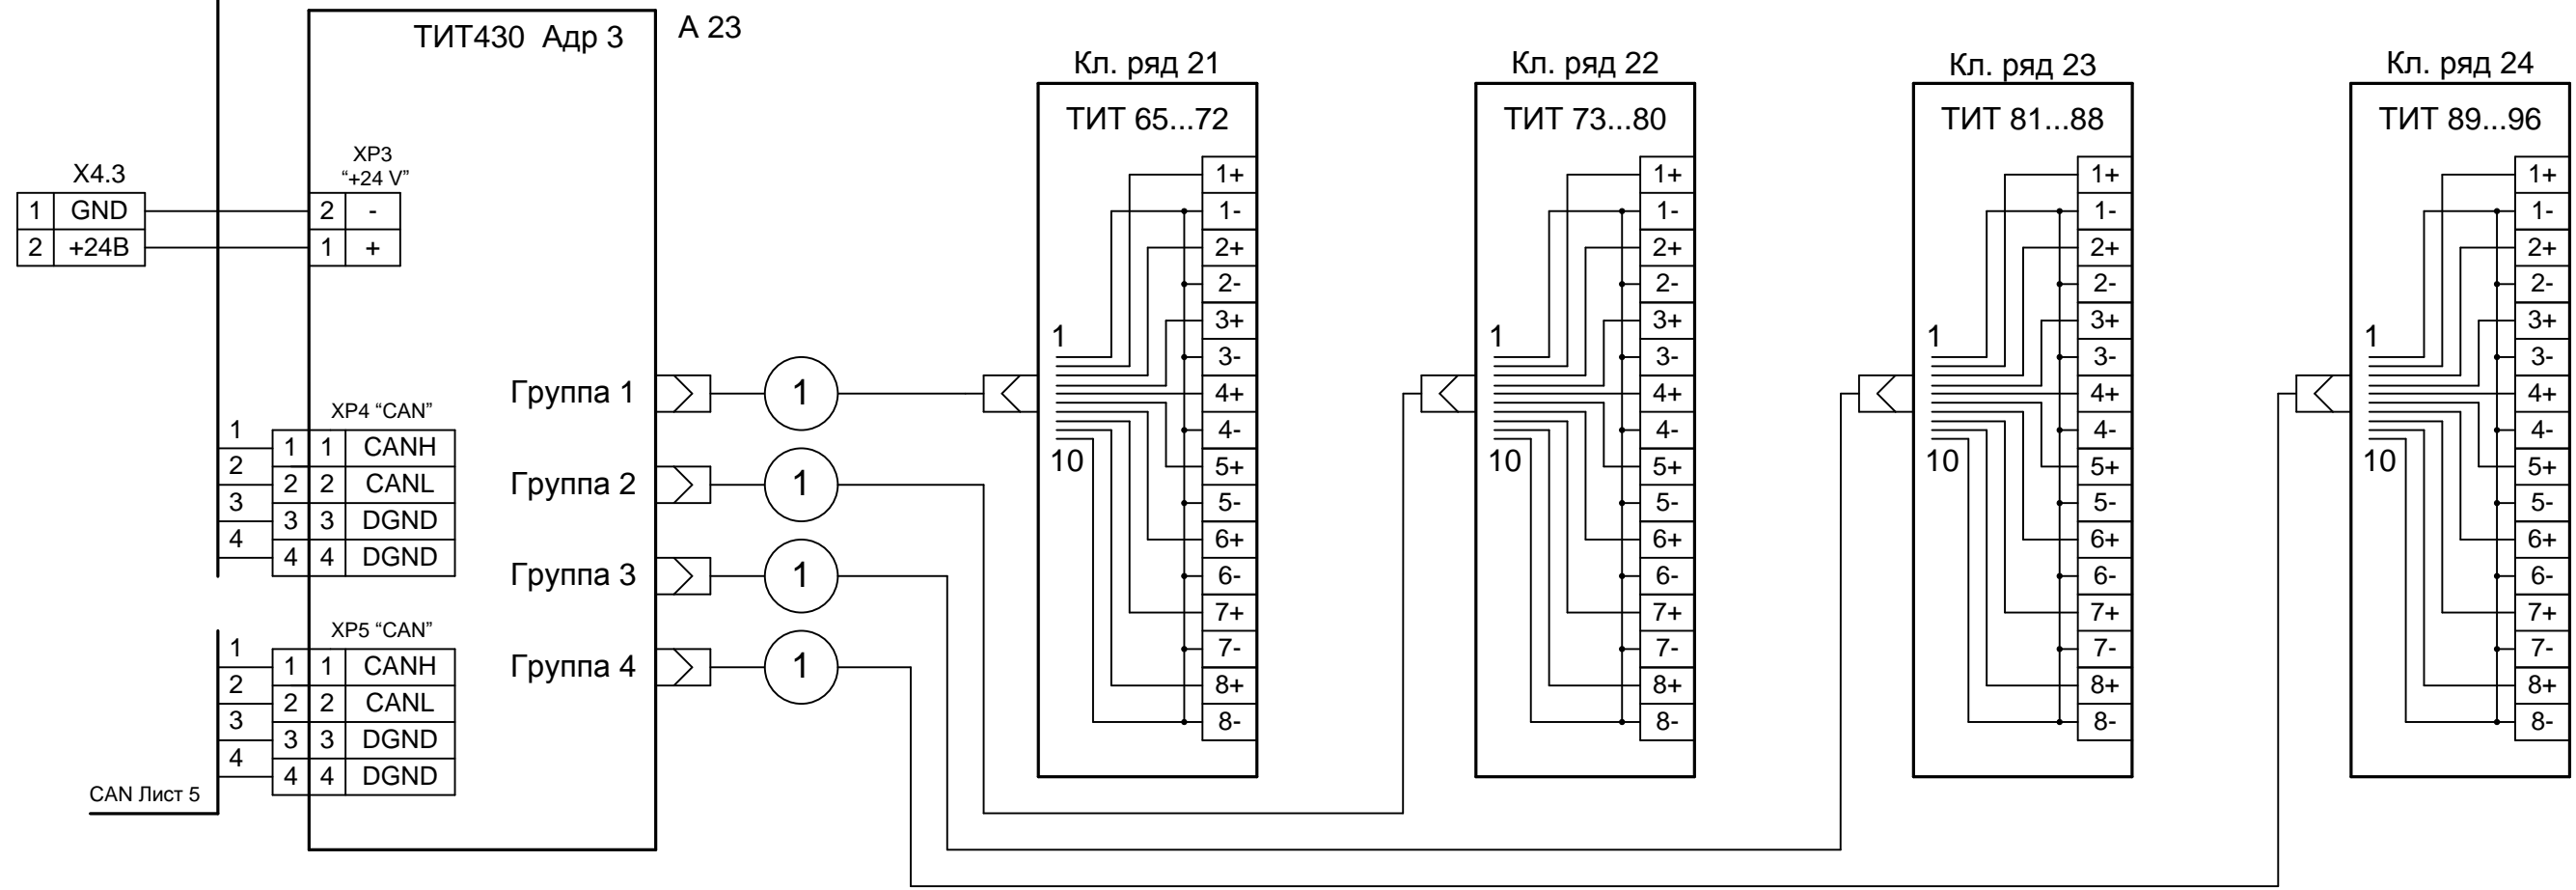 ТИТ430 Адр 3
А 23
X4.3
1 GND
2 +24В
XP3
“+24 V”
2 -
1 +
XP4 “CAN”
1 1 1 CANH
2 2 2 CANL
3 3 3 DGND
4 4 4 DGND
XP5 “CAN”
1 1 1 CANH
2 2 2 CANL
3 3 3 DGND
4 4 4 DGND
CAN Лист 5
Группа 1
1
Группа 2
1
Группа 3
1
Группа 4
1
Кл. ряд 21
ТИТ 65...72
1
10
1+
1-
2+
2-
3+
3-
4+
4-
5+
5-
6+
6-
7+
7-
8+
8-
Кл. ряд 22
ТИТ 73...80
1
10
1+
1-
2+
2-
3+
3-
4+
4-
5+
5-
6+
6-
7+
7-
8+
8-
Кл. ряд 23
ТИТ 81...88
1
10
1+
1-
2+
2-
3+
3-
4+
4-
5+
5-
6+
6-
7+
7-
8+
8-
Кл. ряд 24
ТИТ 89...96
1
10
1+
1-
2+
2-
3+
3-
4+
4-
5+
5-
6+
6-
7+
7-
8+
8-